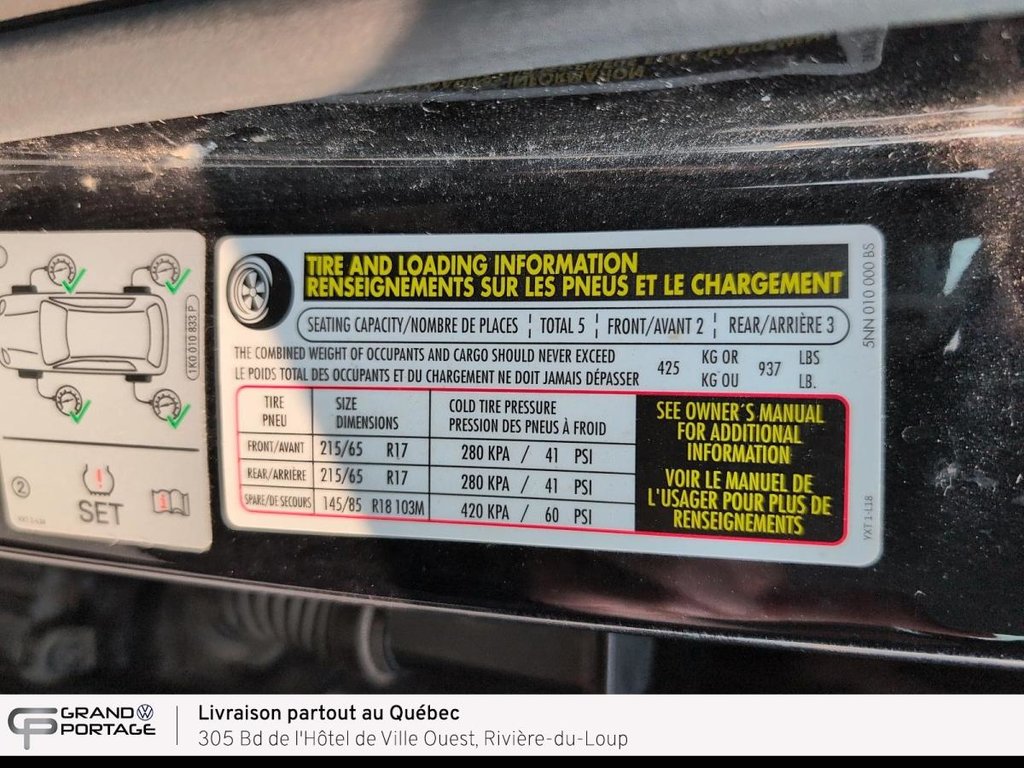 1K0 010 833 P
2
SET
i
YXT 1-L18
TIRE AND LOADING INFORMATION
RENSEIGNEMENTS SUR LES PNEUS ET LE CHARGEMENT
SEATING CAPACITY/NOMBRE DE PLACES | TOTAL 5 | FRONT/AVANT 2 | REAR/ARRIÈRE 3
THE COMBINED WEIGHT OF OCCUPANTS AND CARGO SHOULD NEVER EXCEED 425 KG OR 937 LBS
LE POIDS TOTAL DES OCCUPANTS ET DU CHARGEMENT NE DOIT JAMAIS DÉPASSER KG OU LB.
TIRE SIZE COLD TIRE PRESSURE
PNEU DIMENSIONS PRESSION DES PNEUS À FROID
FRONT/AVANT 215/65 R17 280 KPA / 41 PSI
REAR/ARRIÈRE 215/65 R17 280 KPA / 41 PSI
SPARE/DE SECOURS 145/85 R18 103M 420 KPA / 60 PSI
SEE OWNER'S MANUAL
FOR ADDITIONAL
INFORMATION
VOIR LE MANUEL DE
L'USAGER POUR PLUS DE
RENSEIGNEMENTS
5NN 010 000 BS
YXT 1-L18
GRAND PORTAGE
Livraison partout au Québec
305 Bd de l'Hôtel de Ville Ouest, Rivière-du-Loup